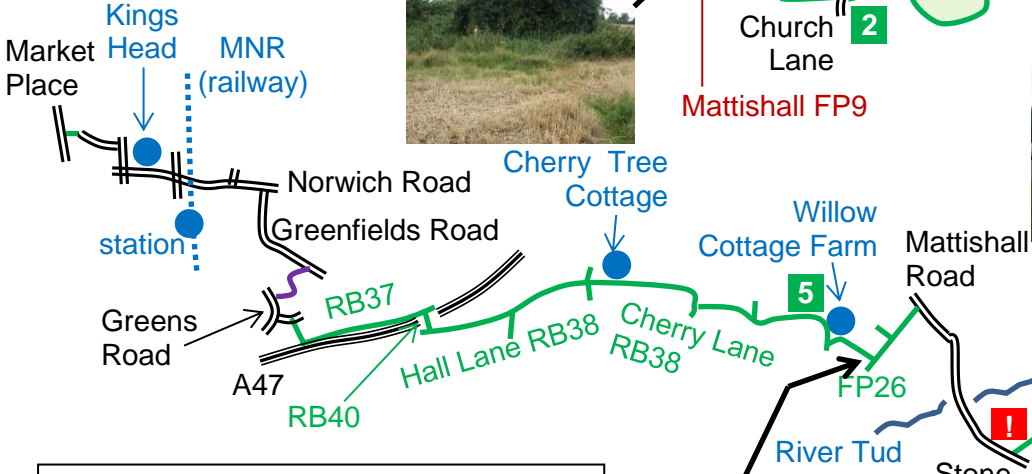 Kings
Head
Market
Place
MNR
(railway)
Church
Lane
2
Mattishall FP9
Norwich Road
Cherry Tree
Cottage
station
Greenfields Road
Willow
Cottage Farm
Mattishall
Road
RB37
5
Greens
Road
Hall Lane RB38
Cherry Lane
RB38
A47
RB40
FP26
River Tud
!